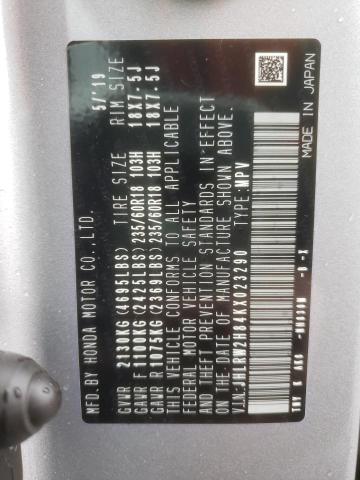 MFD.BY HONDA MOTOR CO.,LTD. 5/'19
TIRE SIZE RIM SIZE
GVWR 2130KG (4695LBS)
GAWR F 1100KG (2425LBS) 235/60R18 103H 18X7.5J
GAWR R 1075KG (2369LBS) 235/60R18 103H 18X7.5J
THIS VEHICLE CONFORMS TO ALL APPLICABLE
FEDERAL MOTOR VEHICLE SAFETY
AND THEFT PREVENTION STANDARDS IN EFFECT
ON THE DATE OF MANUFACTURE SHOWN ABOVE.
V.I.N:JHLRW2H84KX023290 TYPE:MPV
MADE IN JAPAN